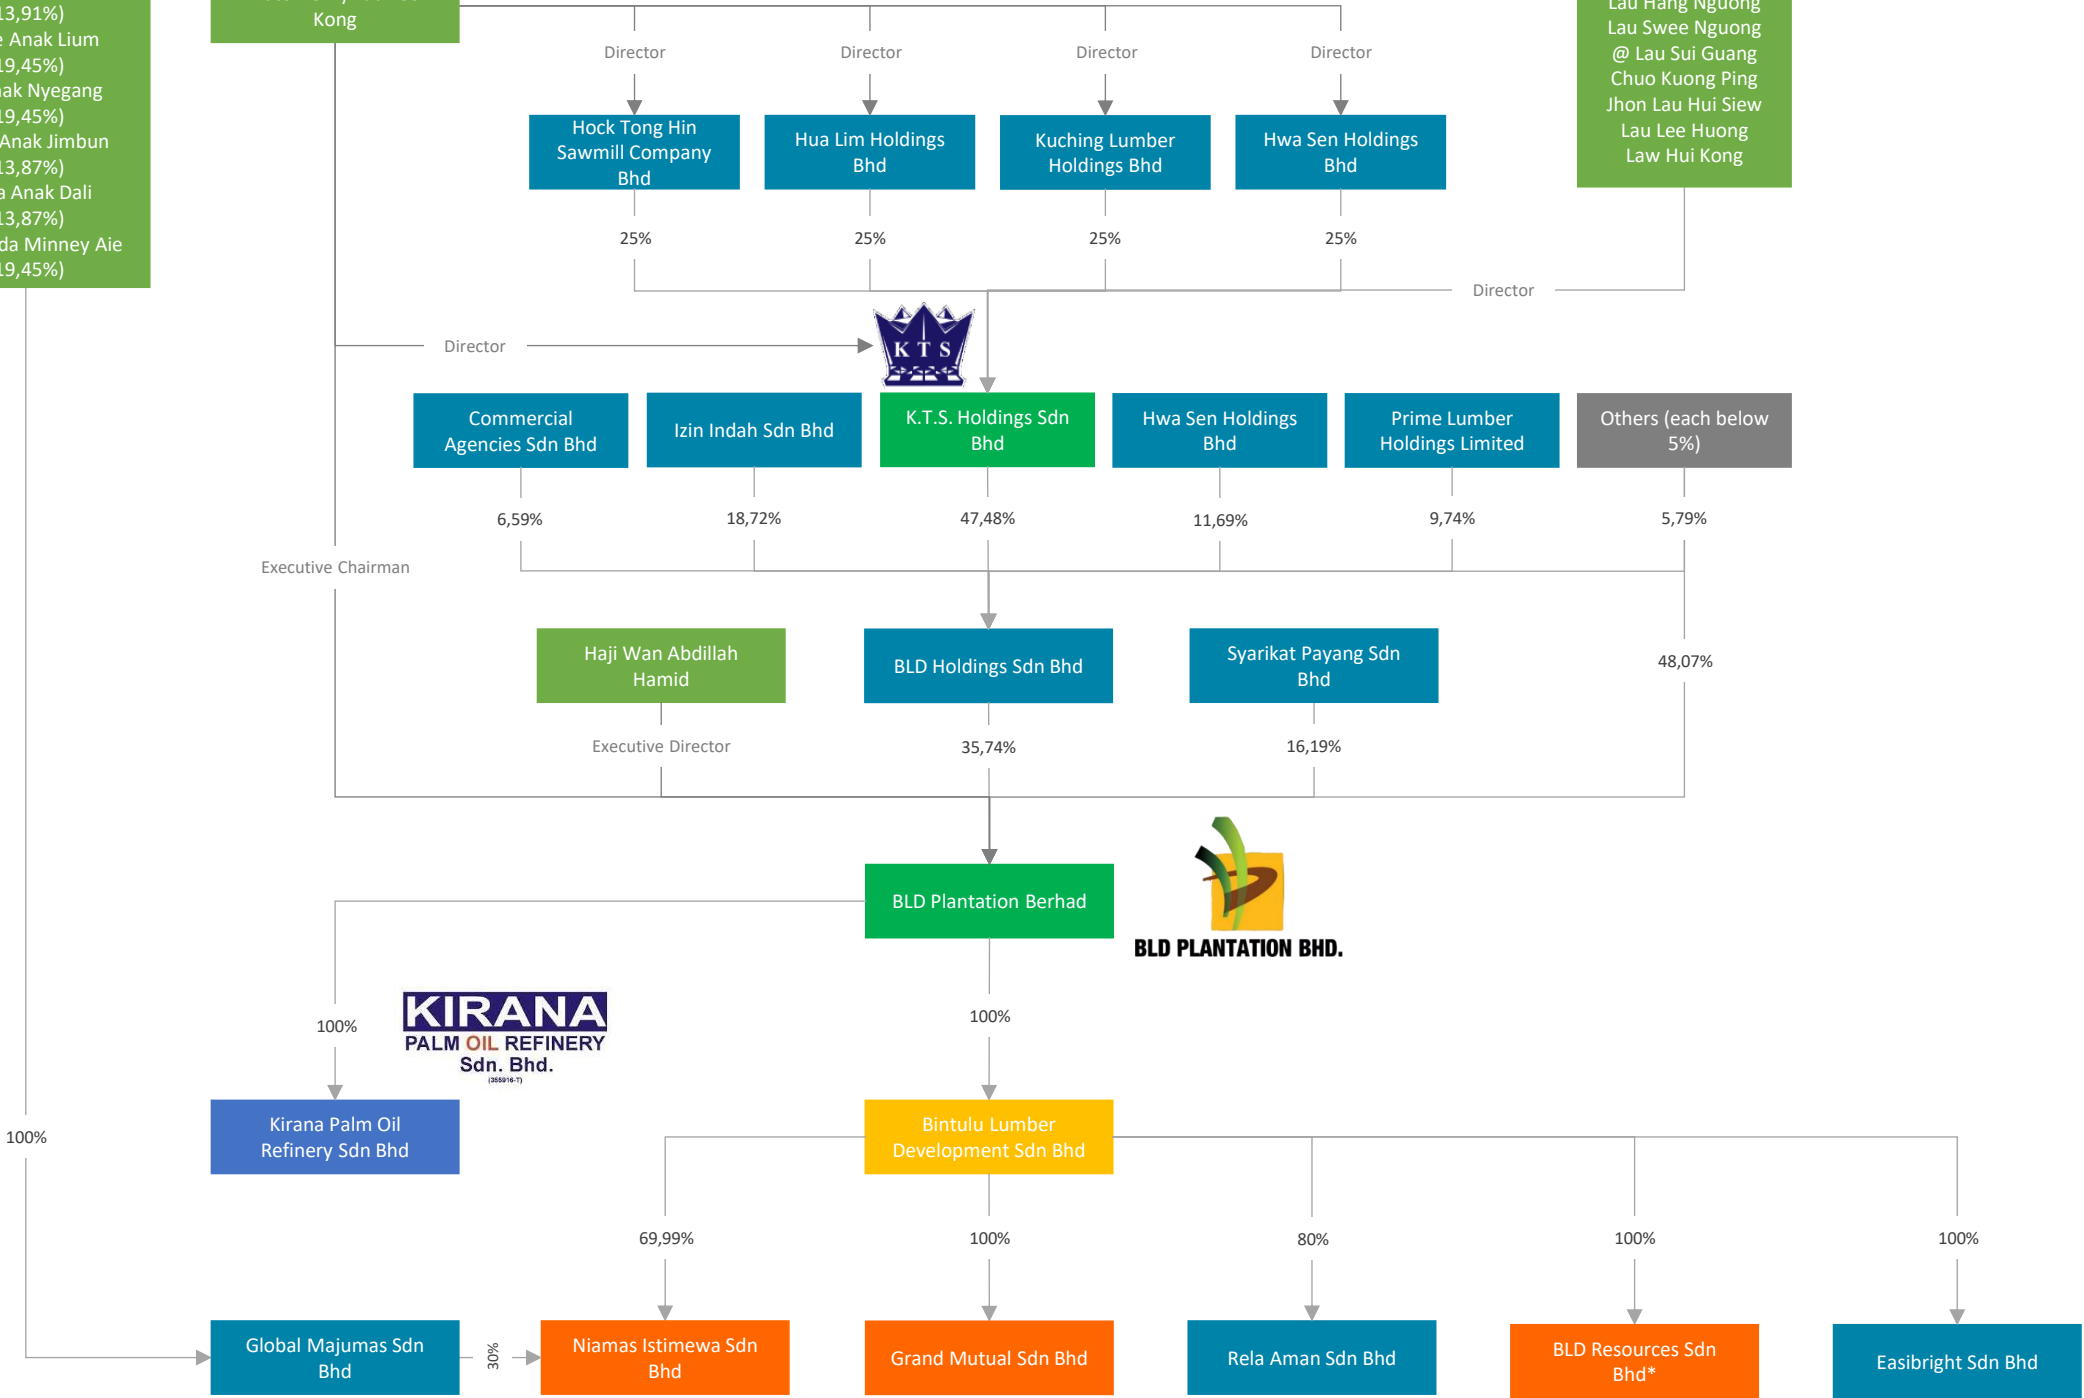 13,91%)
Anak Lium
19,45%)
Nyegang
19,45%)
Anak Jimbun
13,87%)
Anak Dali
13,87%)
Minney Aie
19,45%)
Kong
Lau Hang Nguong
Lau Swee Nguong
@ Lau Sui Guang
Chuo Kuong Ping
Jhon Lau Hui Siew
Lau Lee Huong
Law Hui Kong
Director
Director
Director
Director
Hock Tong Hin
Sawmill Company
Bhd
Hua Lim Holdings
Bhd
Kuching Lumber
Holdings Bhd
Hwa Sen Holdings
Bhd
25%
25%
25%
25%
Director
Director
KTS
Commercial
Agencies Sdn Bhd
Izin Indah Sdn Bhd
K.T.S. Holdings Sdn
Bhd
Hwa Sen Holdings
Bhd
Prime Lumber
Holdings Limited
Others (each below
5%)
6,59%
18,72%
47,48%
11,69%
9,74%
5,79%
Executive Chairman
Haji Wan Abdillah
Hamid
BLD Holdings Sdn Bhd
Syarikat Payang Sdn
Bhd
48,07%
Executive Director
35,74%
16,19%
BLD Plantation Berhad
BLD PLANTATION BHD.
100%
KIRANA
PALM OIL REFINERY
Sdn. Bhd.
(355916-T)
100%
Kirana Palm Oil
Refinery Sdn Bhd
Bintulu Lumber
Development Sdn Bhd
100%
69,99%
100%
80%
100%
100%
Global Majumas Sdn
Bhd
30%
Niamas Istimewa Sdn
Bhd
Grand Mutual Sdn Bhd
Rela Aman Sdn Bhd
BLD Resources Sdn
Bhd*
Easibright Sdn Bhd